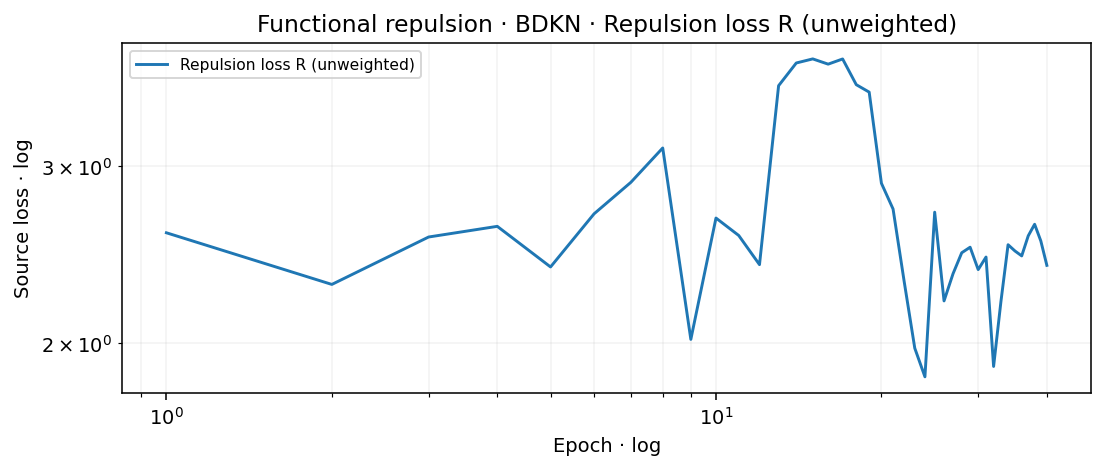 Functional repulsion · BDKN · Repulsion loss R (unweighted)
Repulsion loss R (unweighted)
Source loss · log
3 × 10⁰
2 × 10⁰
10⁰
10¹
Epoch · log